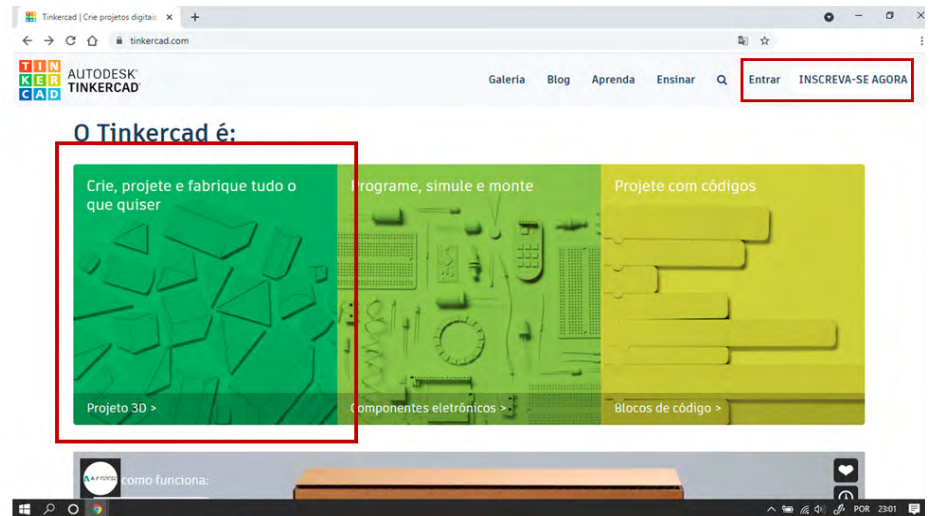 Tinkercad | Crie projetos digitais
tinkercad.com
TIN
KER
CAD
AUTODESK
TINKERCAD
Galeria Blog Aprenda Ensinar Entrar INSCREVA-SE AGORA
O Tinkercad é:
Crie, projete e fabrique tudo o
que quiser
Programe, simule e monte
Projete com códigos
Projeto 3D >
Componentes eletrônicos >
Blocos de código >
como funciona:
POR 23:01